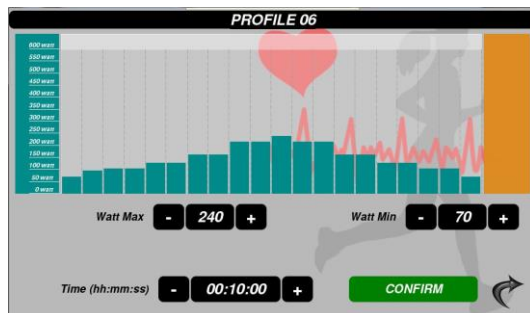 PROFILE 06
600 watt
550 watt
500 watt
450 watt
400 watt
350 watt
300 watt
250 watt
200 watt
150 watt
100 watt
50 watt
0 watt
Watt Max - 240 + Watt Min - 70 +
Time (hh:mm:ss) - 00:10:00 + CONFIRM